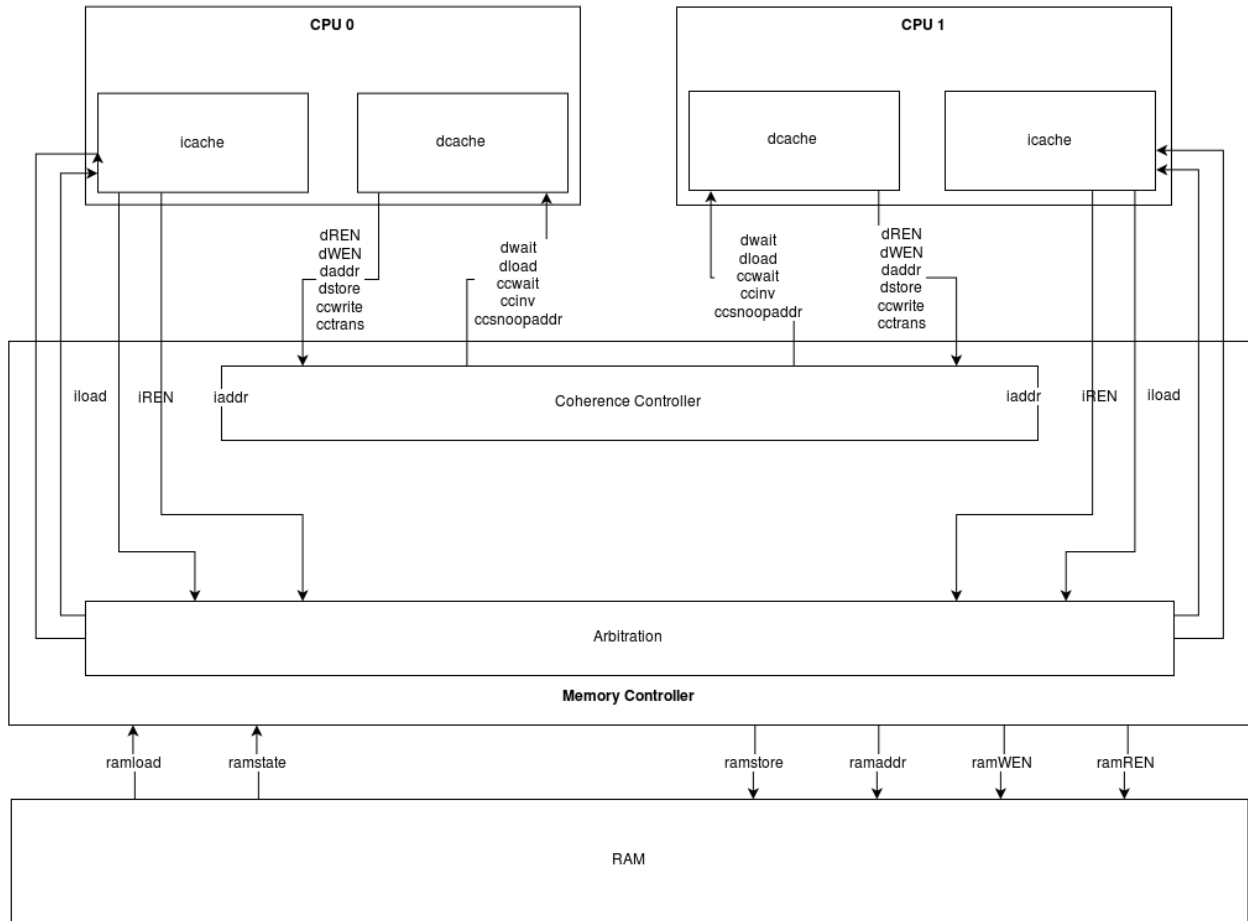 CPU 0
CPU 1
icache
dcache
dcache
icache
dREN
dWEN
daddr
dstore
ccwrite
cctrans
dwait
dload
ccwait
ccinv
ccsnoopaddr
dwait
dload
ccwait
ccinv
ccsnoopaddr
dREN
dWEN
daddr
dstore
ccwrite
cctrans
iload
iREN
iaddr
Coherence Controller
iaddr
iREN
iload
Arbitration
Memory Controller
ramload
ramstate
ramstore
ramaddr
ramWEN
ramREN
RAM